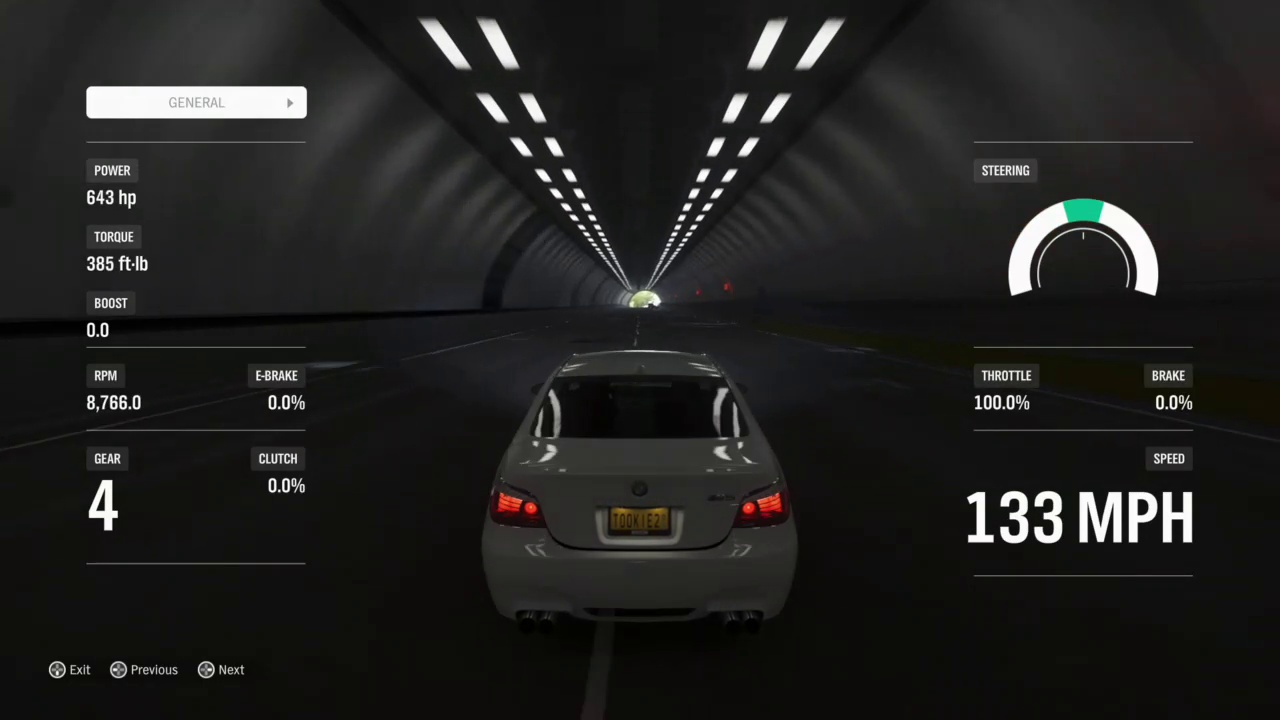 GENERAL
POWER
643 hp
TORQUE
385 ft·lb
BOOST
0.0
RPM
E-BRAKE
8,766.0
0.0%
GEAR
CLUTCH
4
0.0%
STEERING
THROTTLE
BRAKE
100.0%
0.0%
SPEED
133 MPH
Exit
Previous
Next